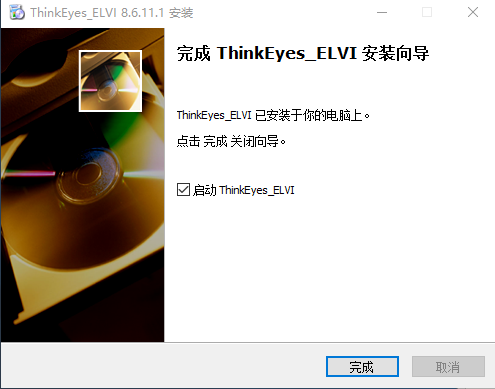 ThinkEyes_ELVI 8.6.11.1 安装
完成 ThinkEyes_ELVI 安装向导
ThinkEyes_ELVI 已安装于你的电脑上。
点击 完成 关闭向导。
启动 ThinkEyes_ELVI
完成
取消